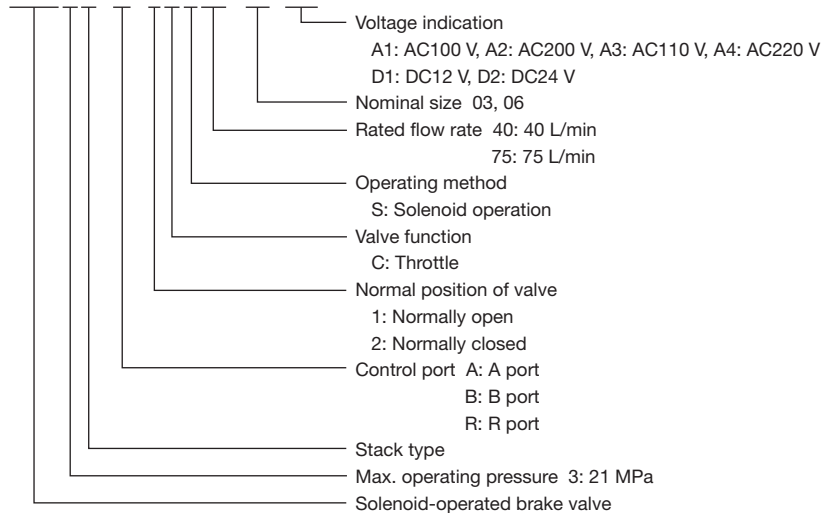 Voltage indication
A1: AC100 V, A2: AC200 V, A3: AC110 V, A4: AC220 V
D1: DC12 V, D2: DC24 V
Nominal size 03, 06
Rated flow rate 40: 40 L/min
75: 75 L/min
Operating method
S: Solenoid operation
Valve function
C: Throttle
Normal position of valve
1: Normally open
2: Normally closed
Control port A: A port
B: B port
R: R port
Stack type
Max. operating pressure 3: 21 MPa
Solenoid-operated brake valve